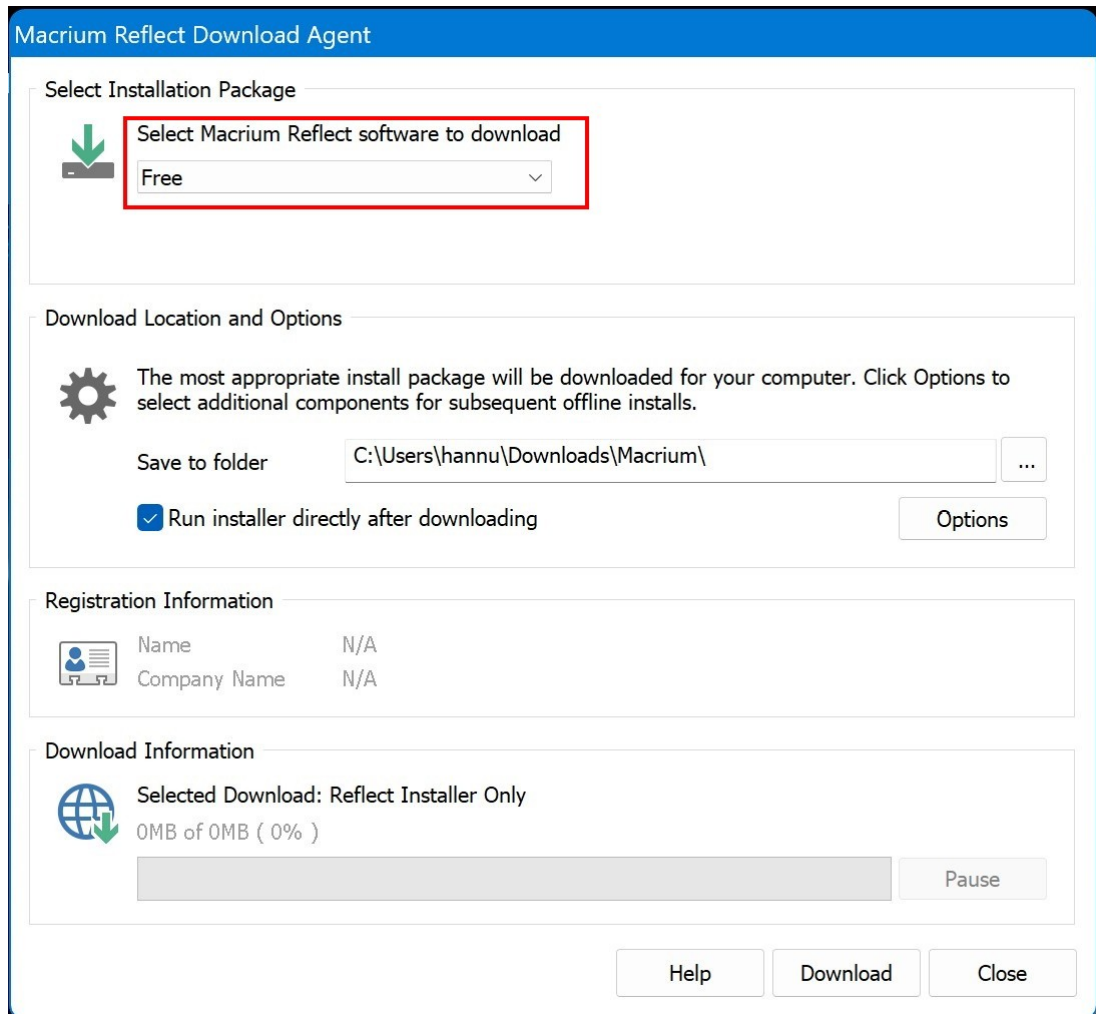 Macrium Reflect Download Agent
Select Installation Package
Select Macrium Reflect software to download
Free
Download Location and Options
The most appropriate install package will be downloaded for your computer. Click Options to
select additional components for subsequent offline installs.
Save to folder
C:\Users\hannu\Downloads\Macrium\
...
Run installer directly after downloading
Options
Registration Information
Name N/A
Company Name N/A
Download Information
Selected Download: Reflect Installer Only
0MB of 0MB ( 0% )
Pause
Help Download Close